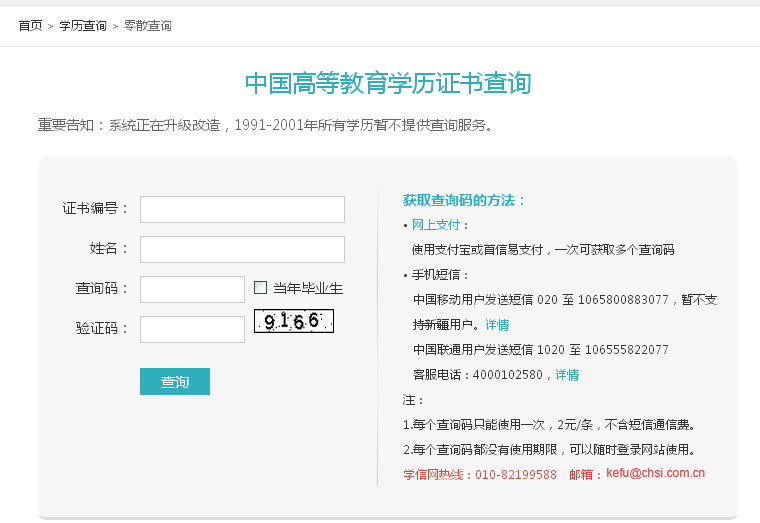 首页 > 学历查询 > 零散查询
中国高等教育学历证书查询
重要告知：系统正在升级改造，1991-2001年所有学历暂不提供查询服务。
证书编号：
姓名：
查询码：
当年毕业生
验证码：
9166
查询
获取查询码的方法：
• 网上支付：
使用支付宝或首信易支付，一次可获取多个查询码
• 手机短信：
中国移动用户发送短信 020 至 1065800883077，暂不支
持新疆用户。详情
中国联通用户发送短信 1020 至 106555822077
客服电话：4000102580，详情
注：
1.每个查询码只能使用一次，2元/条，不含短信通信费。
2.每个查询码都没有使用期限，可以随时登录网站使用。
学信网热线：010-82199588 邮箱：kefu@chsi.com.cn